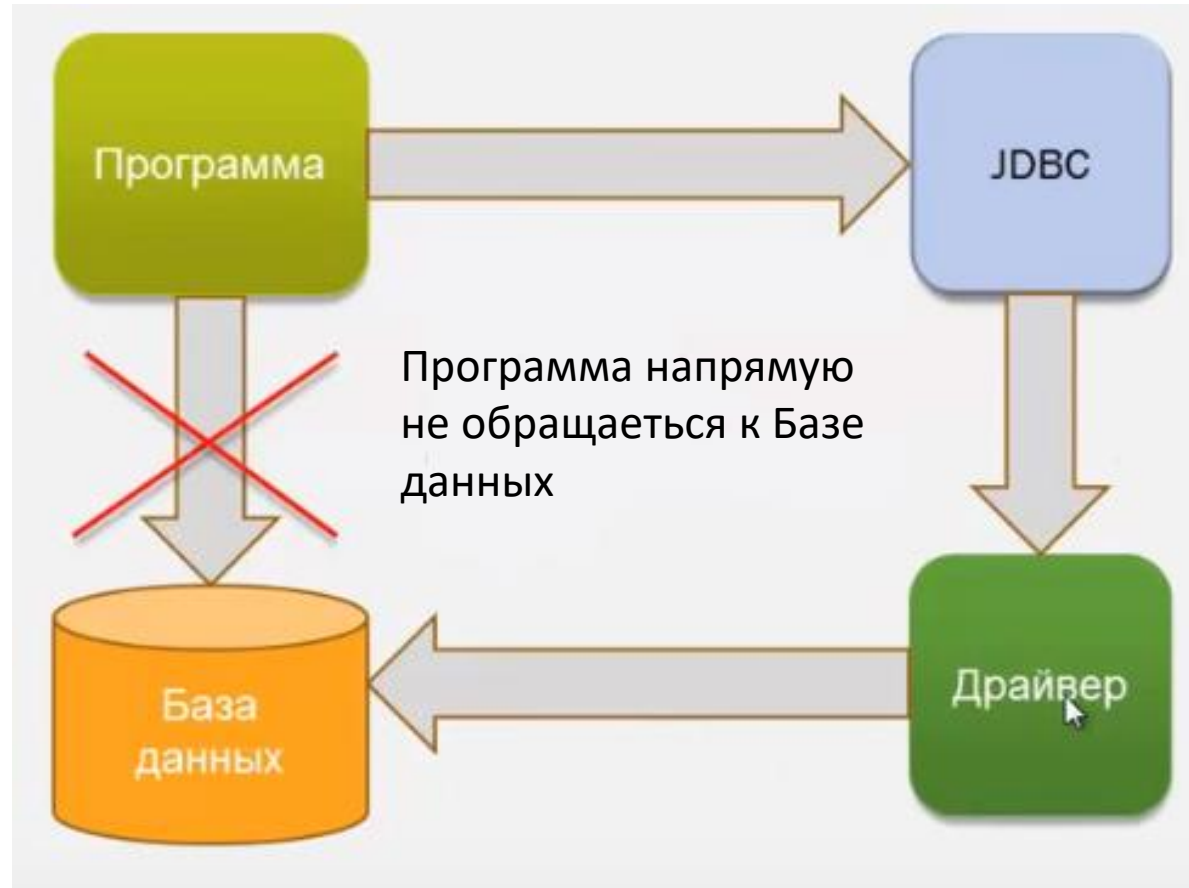 Программа
JDBC
Программа напрямую
не обращаеться к Базе
данных
База
данных
Драйвер